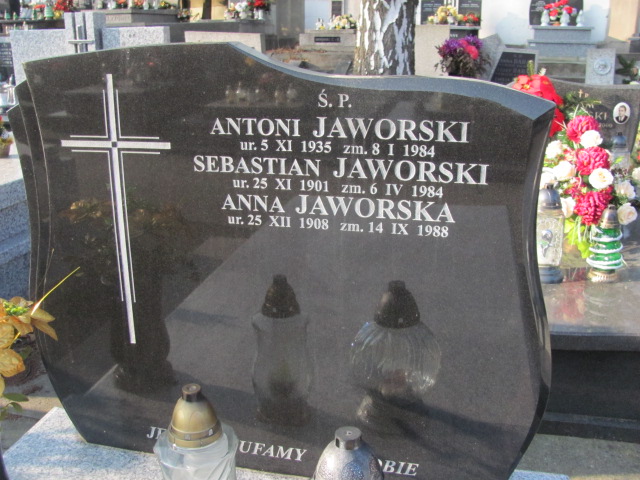 Ś. P.
ANTONI JAWORSKI
ur. 5 XI 1935 zm. 8 I 1984
SEBASTIAN JAWORSKI
ur. 25 XI 1901 zm. 6 IV 1984
ANNA JAWORSKA
ur. 25 XII 1908 zm. 14 IX 1988
UFAMY